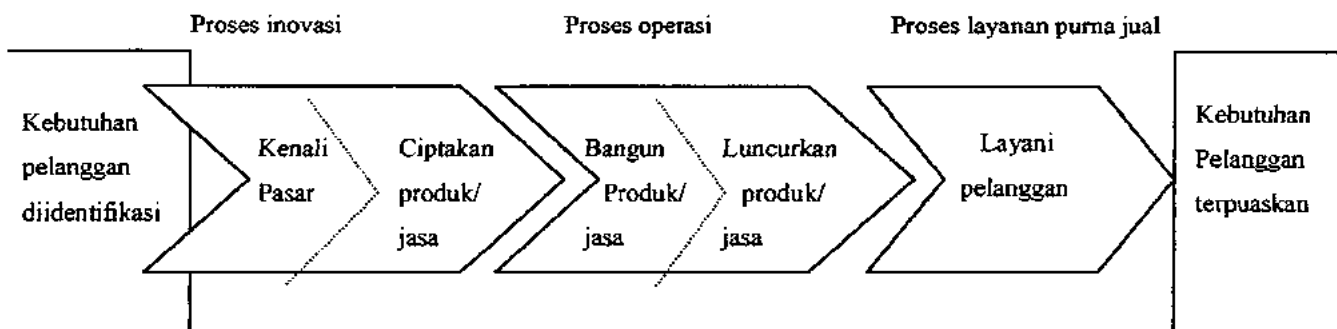 Proses inovasi
Proses operasi
Proses layanan purna jual
Kebutuhan
pelanggan
diidentifikasi
Kenali
Pasar
Ciptakan
produk/
jasa
Bangun
Produk/
jasa
Luncurkan
produk/
jasa
Layani
pelanggan
Kebutuhan
Pelanggan
terpuaskan